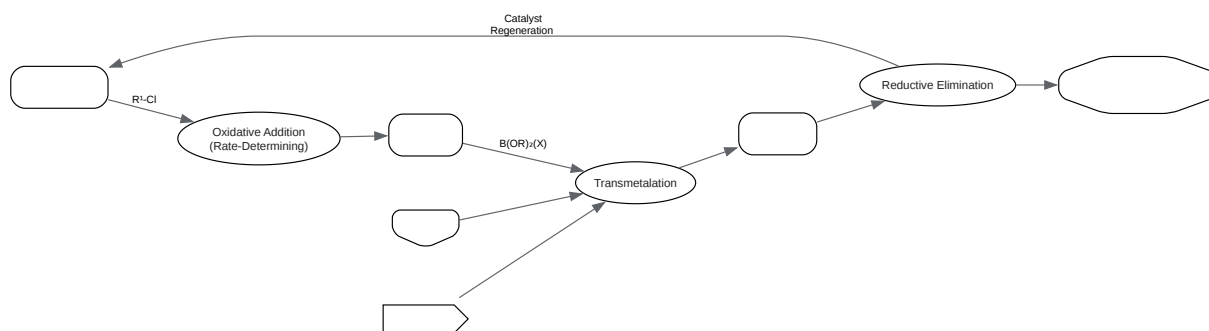 Catalyst
Regeneration
R¹-Cl
Oxidative Addition
(Rate-Determining)
B(OR)₂(X)
Transmetalation
Reductive Elimination